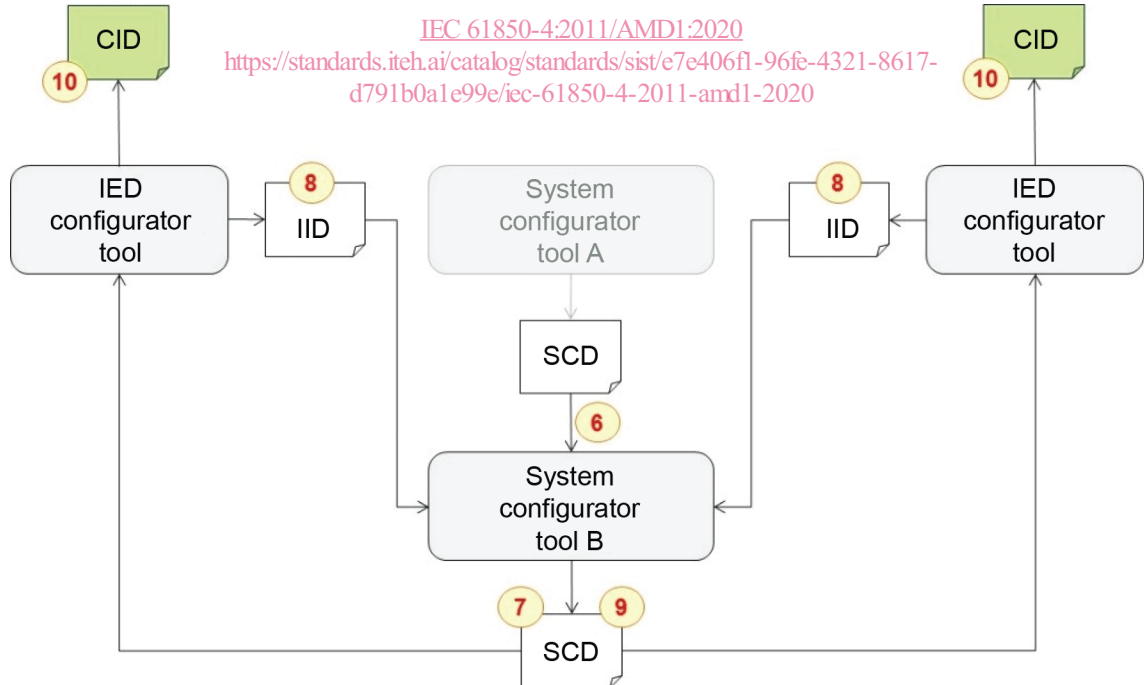 CID
10
IEC 61850-4:2011/AMD1:2020
https://standards.iteh.ai/catalog/standards/sist/e7e406f1-96fe-4321-8617-
d791b0a1e99e/iec-61850-4-2011-amd1-2020
CID
10
IED
configurator
tool
8
IID
System
configurator
tool A
8
IID
IED
configurator
tool
SCD
6
System
configurator
tool B
7
9
SCD